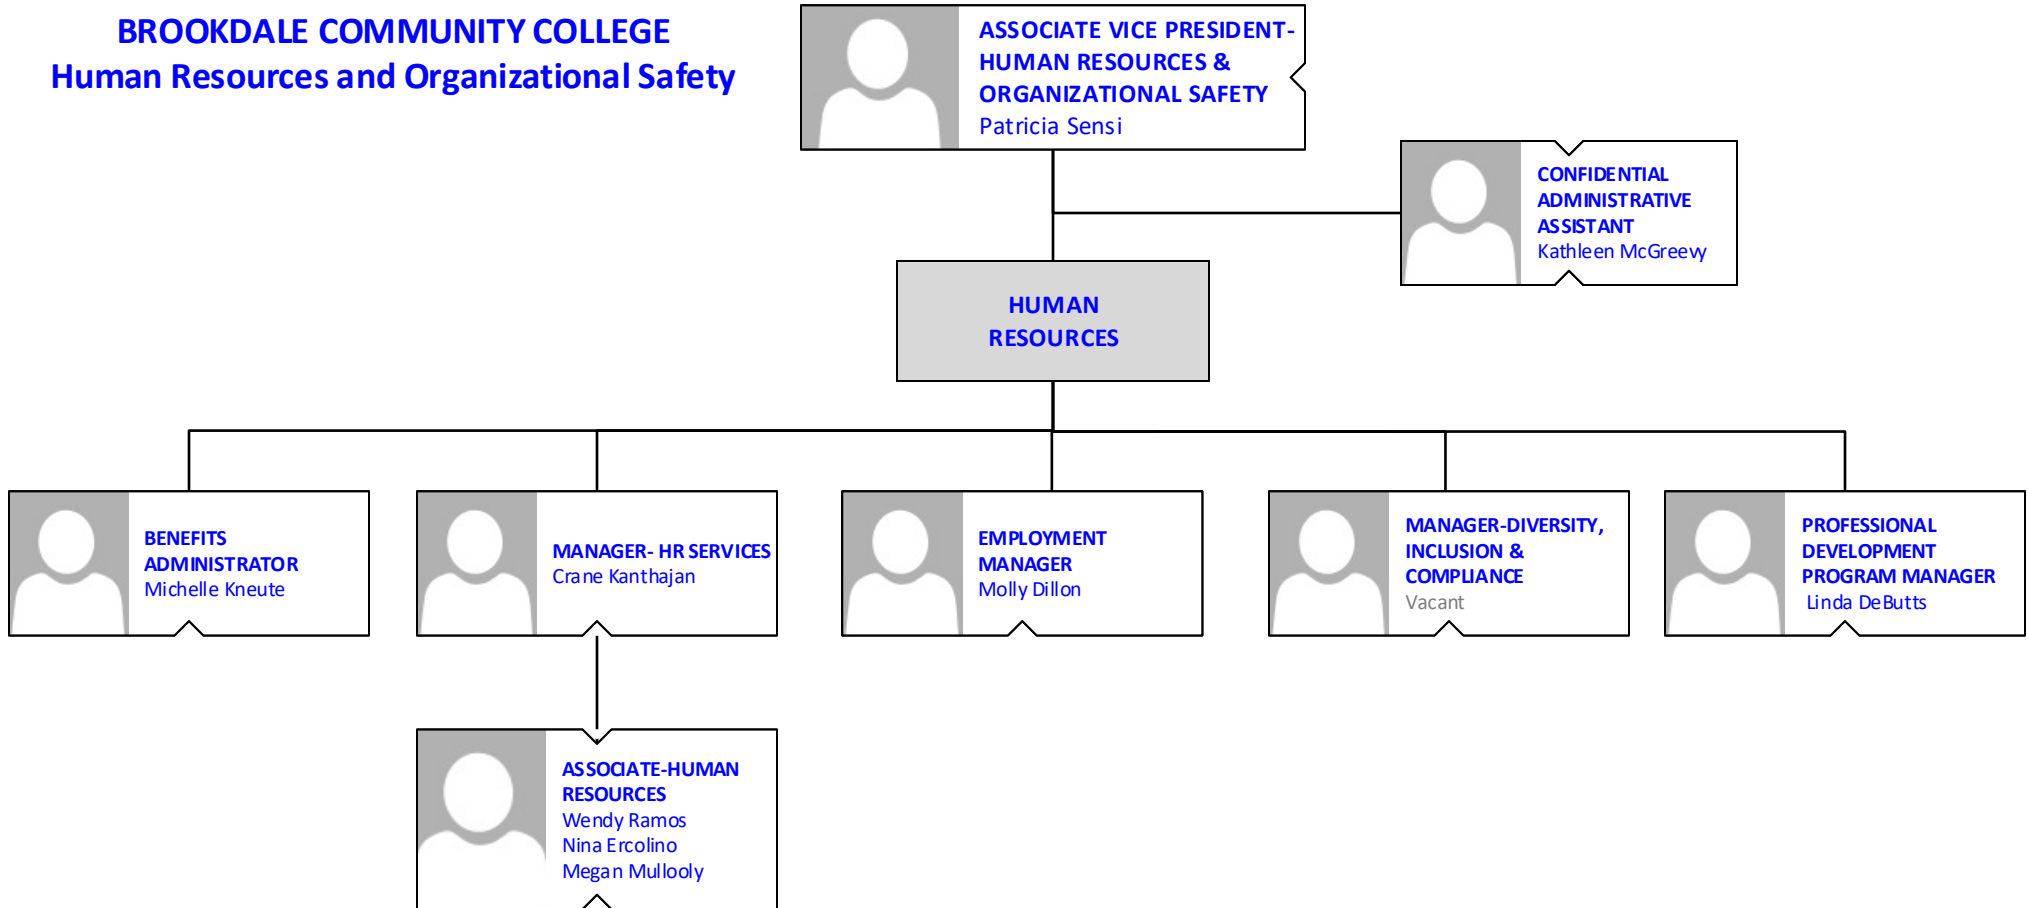 BROOKDALE COMMUNITY COLLEGE
Human Resources and Organizational Safety
ASSOCIATE VICE PRESIDENT-
HUMAN RESOURCES &
ORGANIZATIONAL SAFETY
Patricia Sensi
CONFIDENTIAL
ADMINISTRATIVE
ASSISTANT
Kathleen McGreevy
HUMAN
RESOURCES
BENEFITS
ADMINISTRATOR
Michelle Kneute
MANAGER- HR SERVICES
Crane Kanthajan
EMPLOYMENT
MANAGER
Molly Dillon
MANAGER-DIVERSITY,
INCLUSION &
COMPLIANCE
Vacant
PROFESSIONAL
DEVELOPMENT
PROGRAM MANAGER
Linda DeButts
ASSOCIATE-HUMAN
RESOURCES
Wendy Ramos
Nina Ercolino
Megan Mullooly